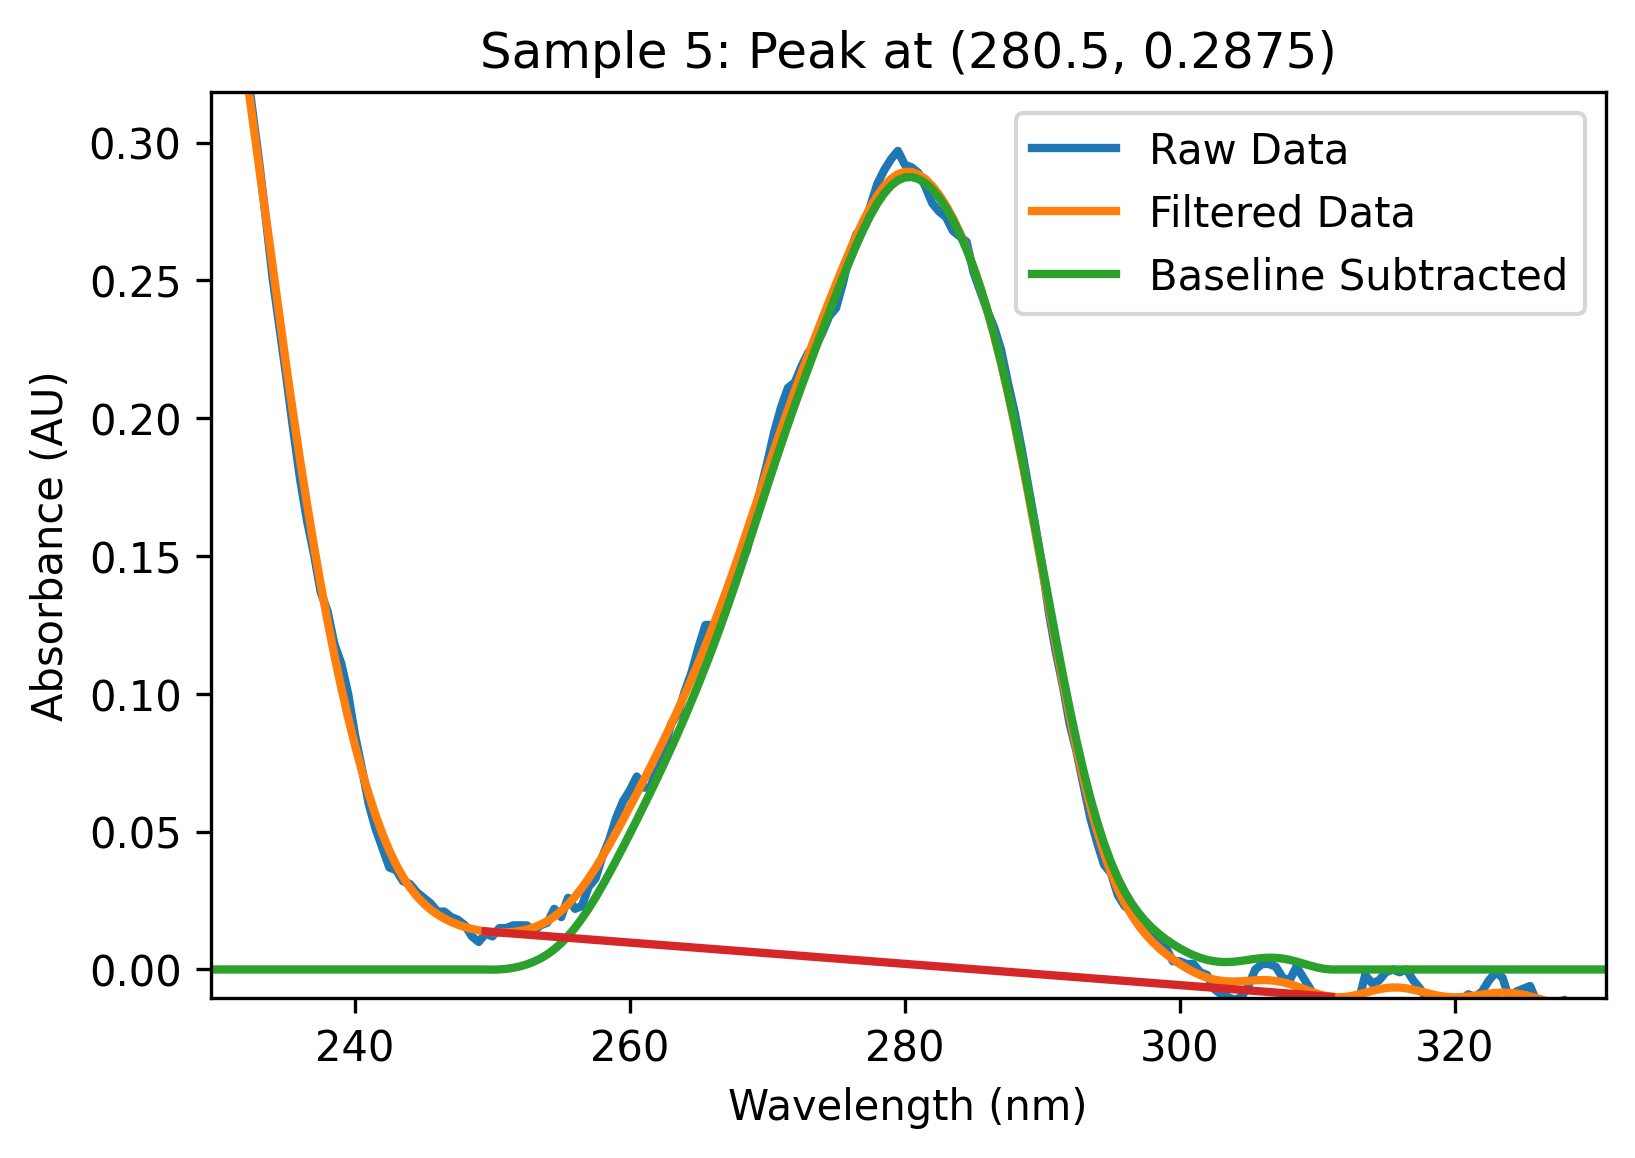 Sample 5: Peak at (280.5, 0.2875)
Raw Data
Filtered Data
Baseline Subtracted
Absorbance (AU)
0.30
0.25
0.20
0.15
0.10
0.05
0.00
240 260 280 300 320
Wavelength (nm)